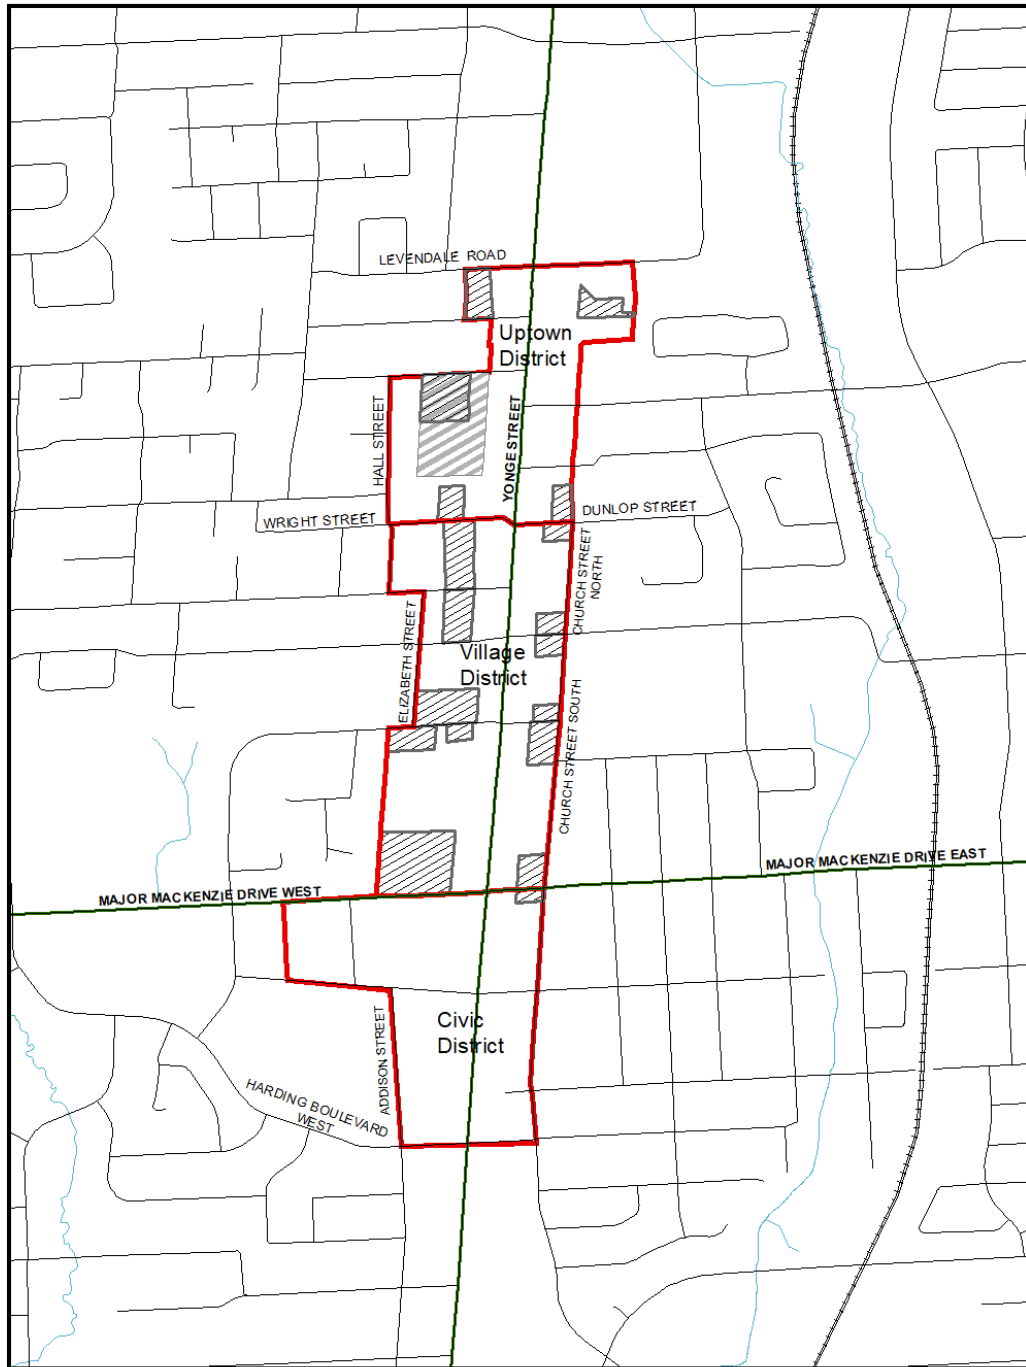 LEVENDALE ROAD
Uptown
District
HALL STREET
YONGE STREET
WRIGHT STREET
DUNLOP STREET
CHURCH STREET
NORTH
ELIZABETH STREET
Village
District
CHURCH STREET SOUTH
MAJOR MACKENZIE DRIVE EAST
MAJOR MACKENZIE DRIVE WEST
Civic
District
ADDISON STREET
HARDING BOULEVARD
WEST